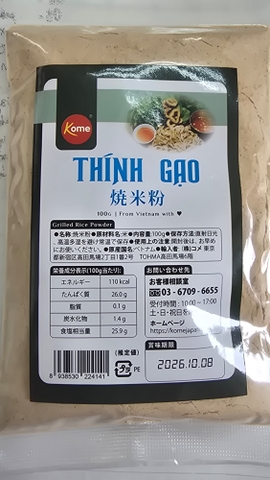 Kome
THÍNH GẠO
焼米粉
100G | From Vietnam with ♥
Grilled Rice Powder
●名称:焼米粉●原材料名:米●内容量:100g●保存方法:直射日光、
高温多湿を避け常温で保存●使用上の注意:開封後は、お早め
にお使いください。●原産国名:ベトナム●輸入者:(株)コメ 東京
都新宿区高田馬場2丁目1番2号 TOHMA高田馬場6階
栄養成分表示(100g当たり):
エネルギー 110 kcal
たんぱく質 26.0 g
脂質 0.1 g
炭水化物 1.4 g
食塩相当量 25.9 g
(推定値)
お問い合わせ先
お客様相談室
03 - 6709 - 6655
受付時間:10:00 – 17:00
土・日・祝日を
ホームページ
https://komejapa
賞味期限
2026.10.08
プラ
PE
8 938530 224141